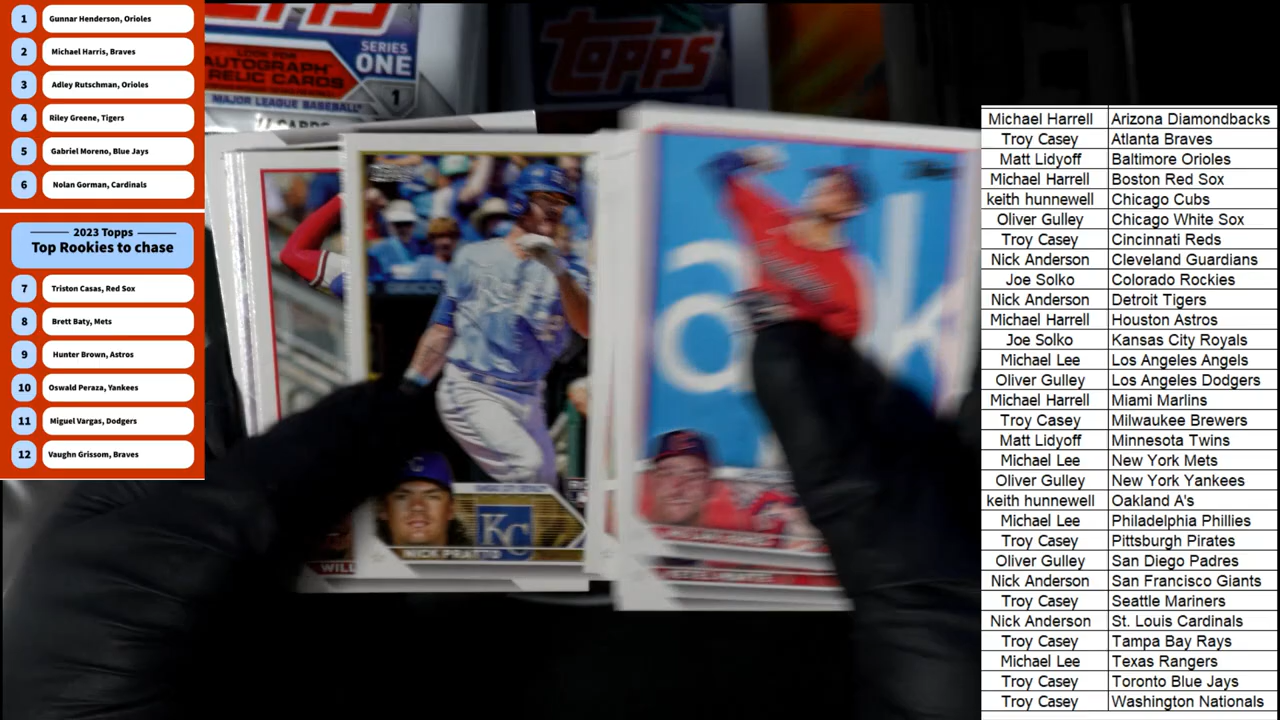 1 Gunnar Henderson, Orioles
2 Michael Harris, Braves
3 Adley Rutschman, Orioles
4 Riley Greene, Tigers
5 Gabriel Moreno, Blue Jays
6 Nolan Gorman, Cardinals
2023 Topps
Top Rookies to chase
7 Triston Casas, Red Sox
8 Brett Baty, Mets
9 Hunter Brown, Astros
10 Oswald Peraza, Yankees
11 Miguel Vargas, Dodgers
12 Vaughn Grissom, Braves
SERIES
ONE
AUTOGRAPH
RELIC CARDS
MAJOR LEAGUE BASEBALL
1
CARDS
TOPPS
KC
NICK PRATTO
WILL
Michael Harrell Arizona Diamondbacks
Troy Casey Atlanta Braves
Matt Lidyoff Baltimore Orioles
Michael Harrell Boston Red Sox
keith hunnewell Chicago Cubs
Oliver Gulley Chicago White Sox
Troy Casey Cincinnati Reds
Nick Anderson Cleveland Guardians
Joe Solko Colorado Rockies
Nick Anderson Detroit Tigers
Michael Harrell Houston Astros
Joe Solko Kansas City Royals
Michael Lee Los Angeles Angels
Oliver Gulley Los Angeles Dodgers
Michael Harrell Miami Marlins
Troy Casey Milwaukee Brewers
Matt Lidyoff Minnesota Twins
Michael Lee New York Mets
Oliver Gulley New York Yankees
keith hunnewell Oakland A's
Michael Lee Philadelphia Phillies
Troy Casey Pittsburgh Pirates
Oliver Gulley San Diego Padres
Nick Anderson San Francisco Giants
Troy Casey Seattle Mariners
Nick Anderson St. Louis Cardinals
Troy Casey Tampa Bay Rays
Michael Lee Texas Rangers
Troy Casey Toronto Blue Jays
Troy Casey Washington Nationals